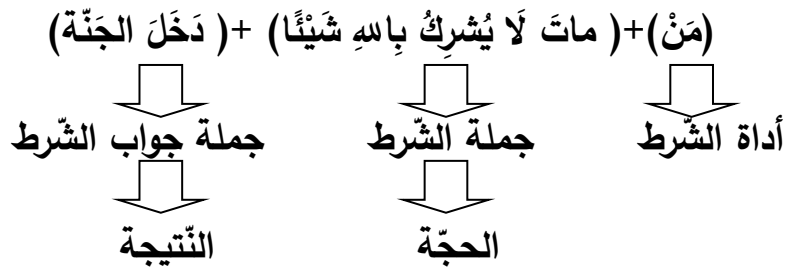 (مَنْ)+( ماتَ لَا يُشرِكُ بِاللهِ شَيْئًا) +( دَخَلَ الجَنّة)
أداة الشّرط جملة الشّرط جملة جواب الشّرط
الحجّة النّتيجة